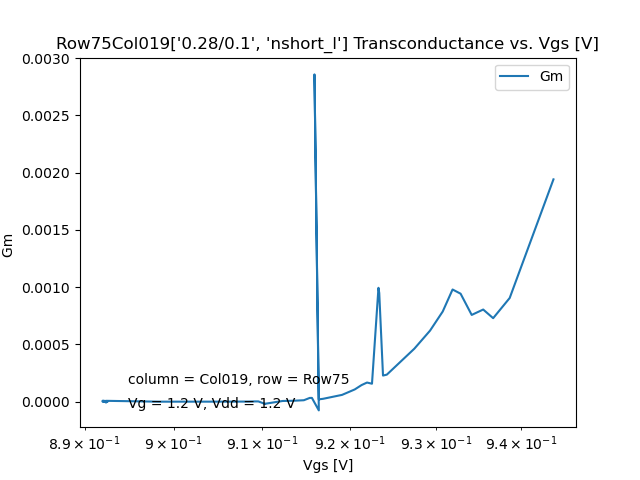 Row75Col019['0.28/0.1', 'nshort_l'] Transconductance vs. Vgs [V]
0.0030
Gm
0.0025
0.0020
0.0015
Gm
0.0010
0.0005
column = Col019, row = Row75
0.0000
Vg = 1.2 V, Vdd = 1.2 V
8.9 × 10⁻¹ 9 × 10⁻¹ 9.1 × 10⁻¹ 9.2 × 10⁻¹ 9.3 × 10⁻¹ 9.4 × 10⁻¹
Vgs [V]